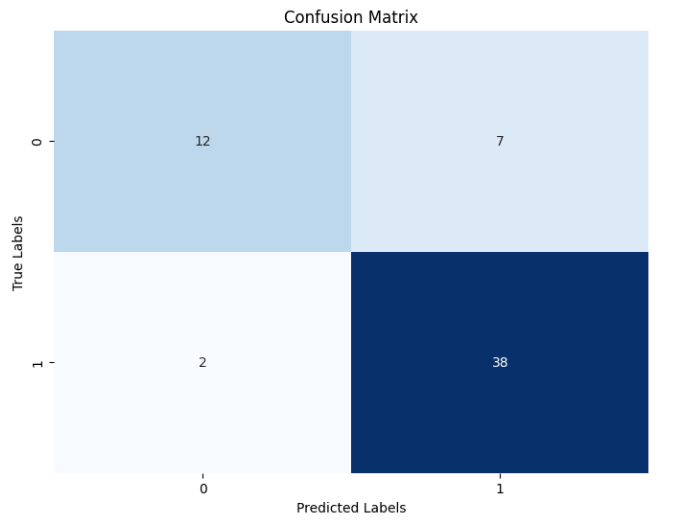 Confusion Matrix
True Labels
0
12
7
1
2
38
0
1
Predicted Labels